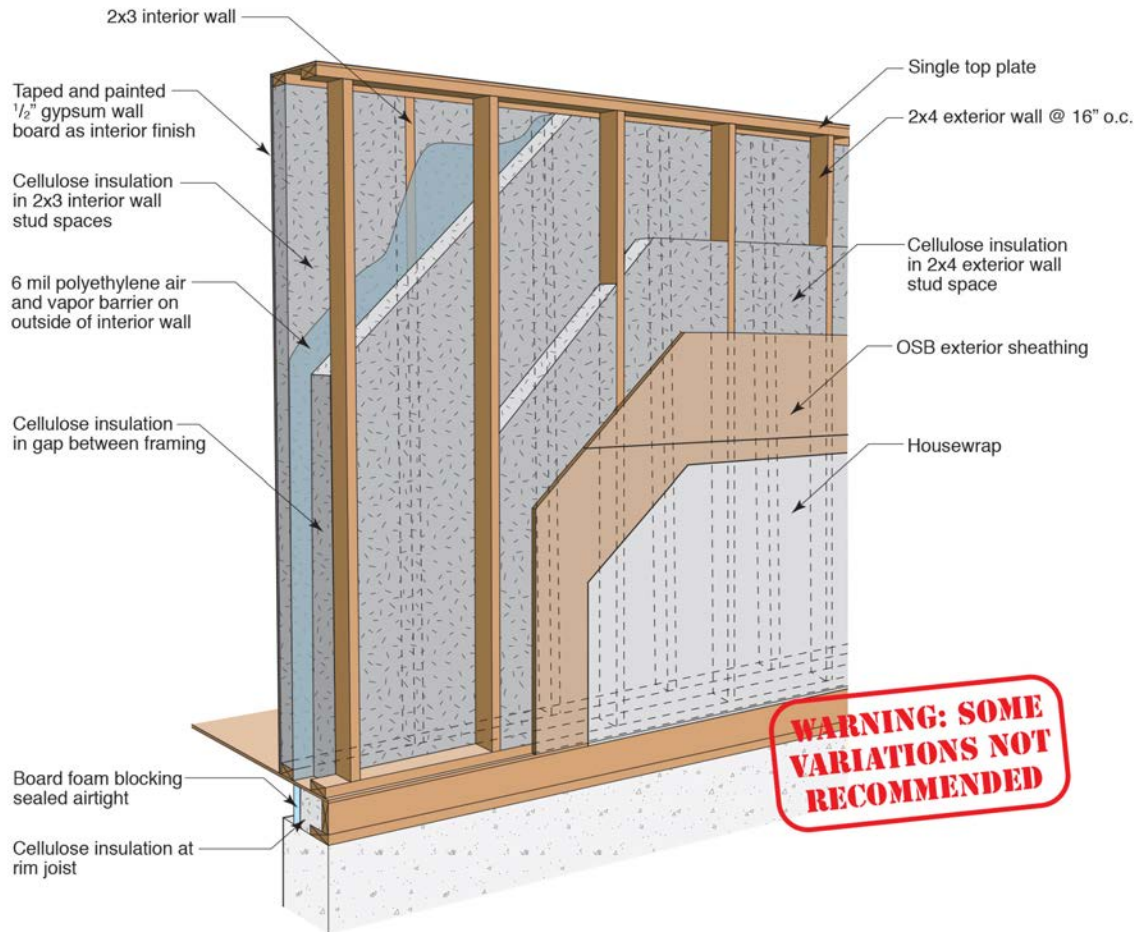 2x3 interior wall
Taped and painted
1/2" gypsum wall
board as interior finish
Cellulose insulation
in 2x3 interior wall
stud spaces
6 mil polyethylene air
and vapor barrier on
outside of interior wall
Cellulose insulation
in gap between framing
Board foam blocking
sealed airtight
Cellulose insulation at
rim joist
Single top plate
2x4 exterior wall @ 16" o.c.
Cellulose insulation
in 2x4 exterior wall
stud space
OSB exterior sheathing
Housewrap
WARNING: SOME
VARIATIONS NOT
RECOMMENDED